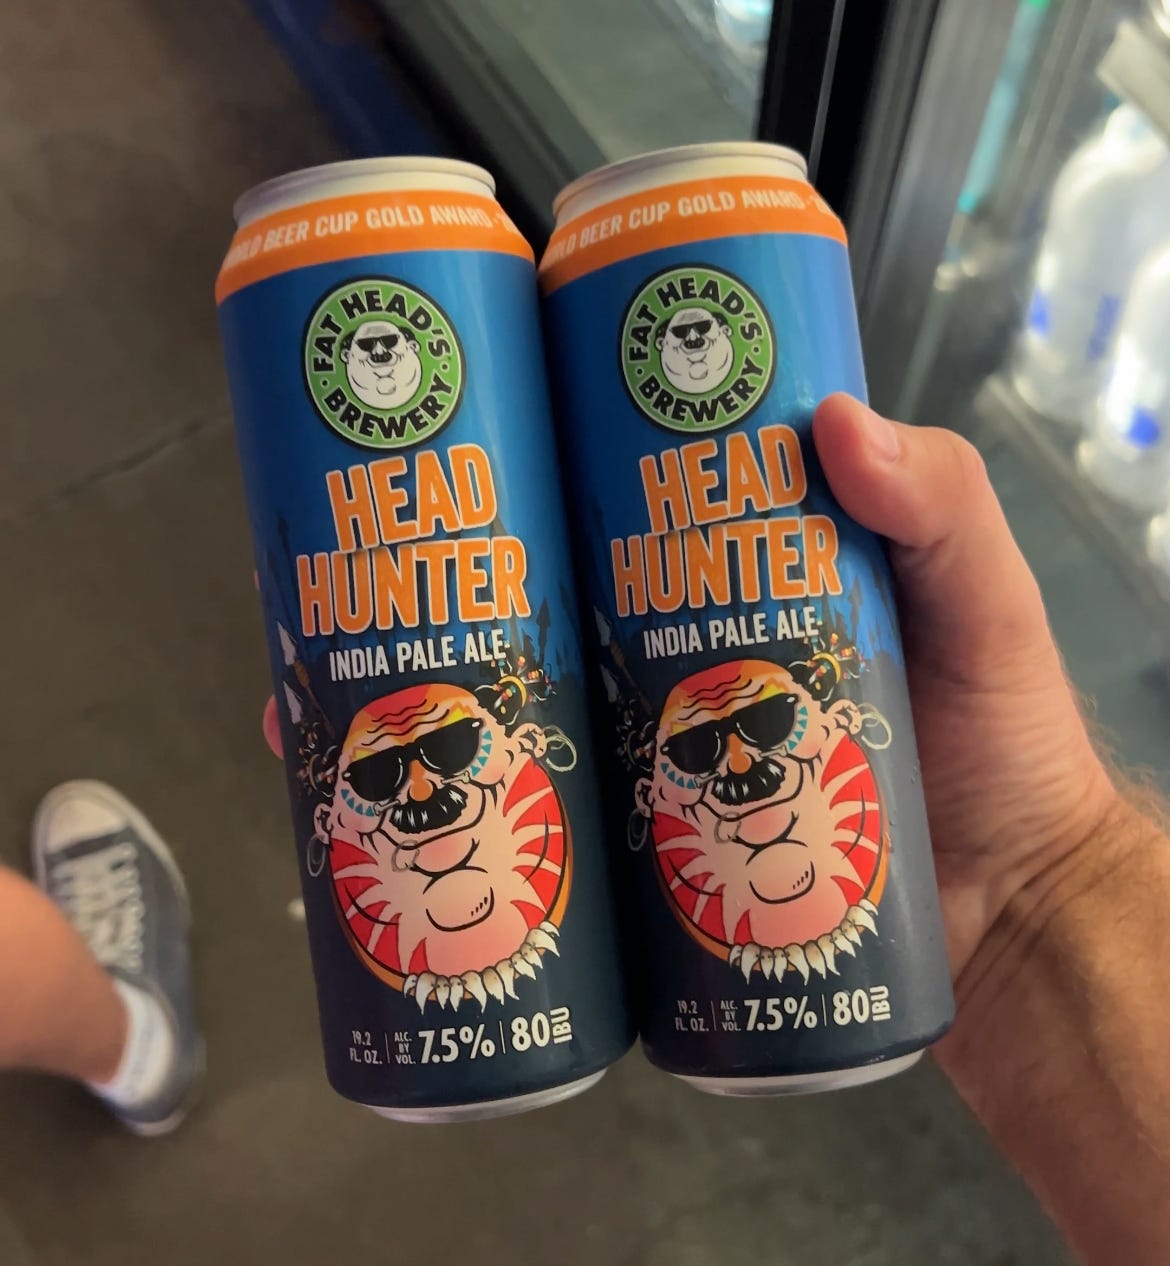 BEER CUP GOLD AWARD
FAT HEAD'S
BREWERY
HEAD
HUNTER
INDIA PALE ALE
19.2
FL. OZ.
ALC.
BY
VOL.
7.5%
80
IBU
BEER CUP GOLD AWARD
FAT HEAD'S
BREWERY
HEAD
HUNTER
INDIA PALE ALE
19.2
FL. OZ.
ALC.
BY
VOL.
7.5%
80
IBU